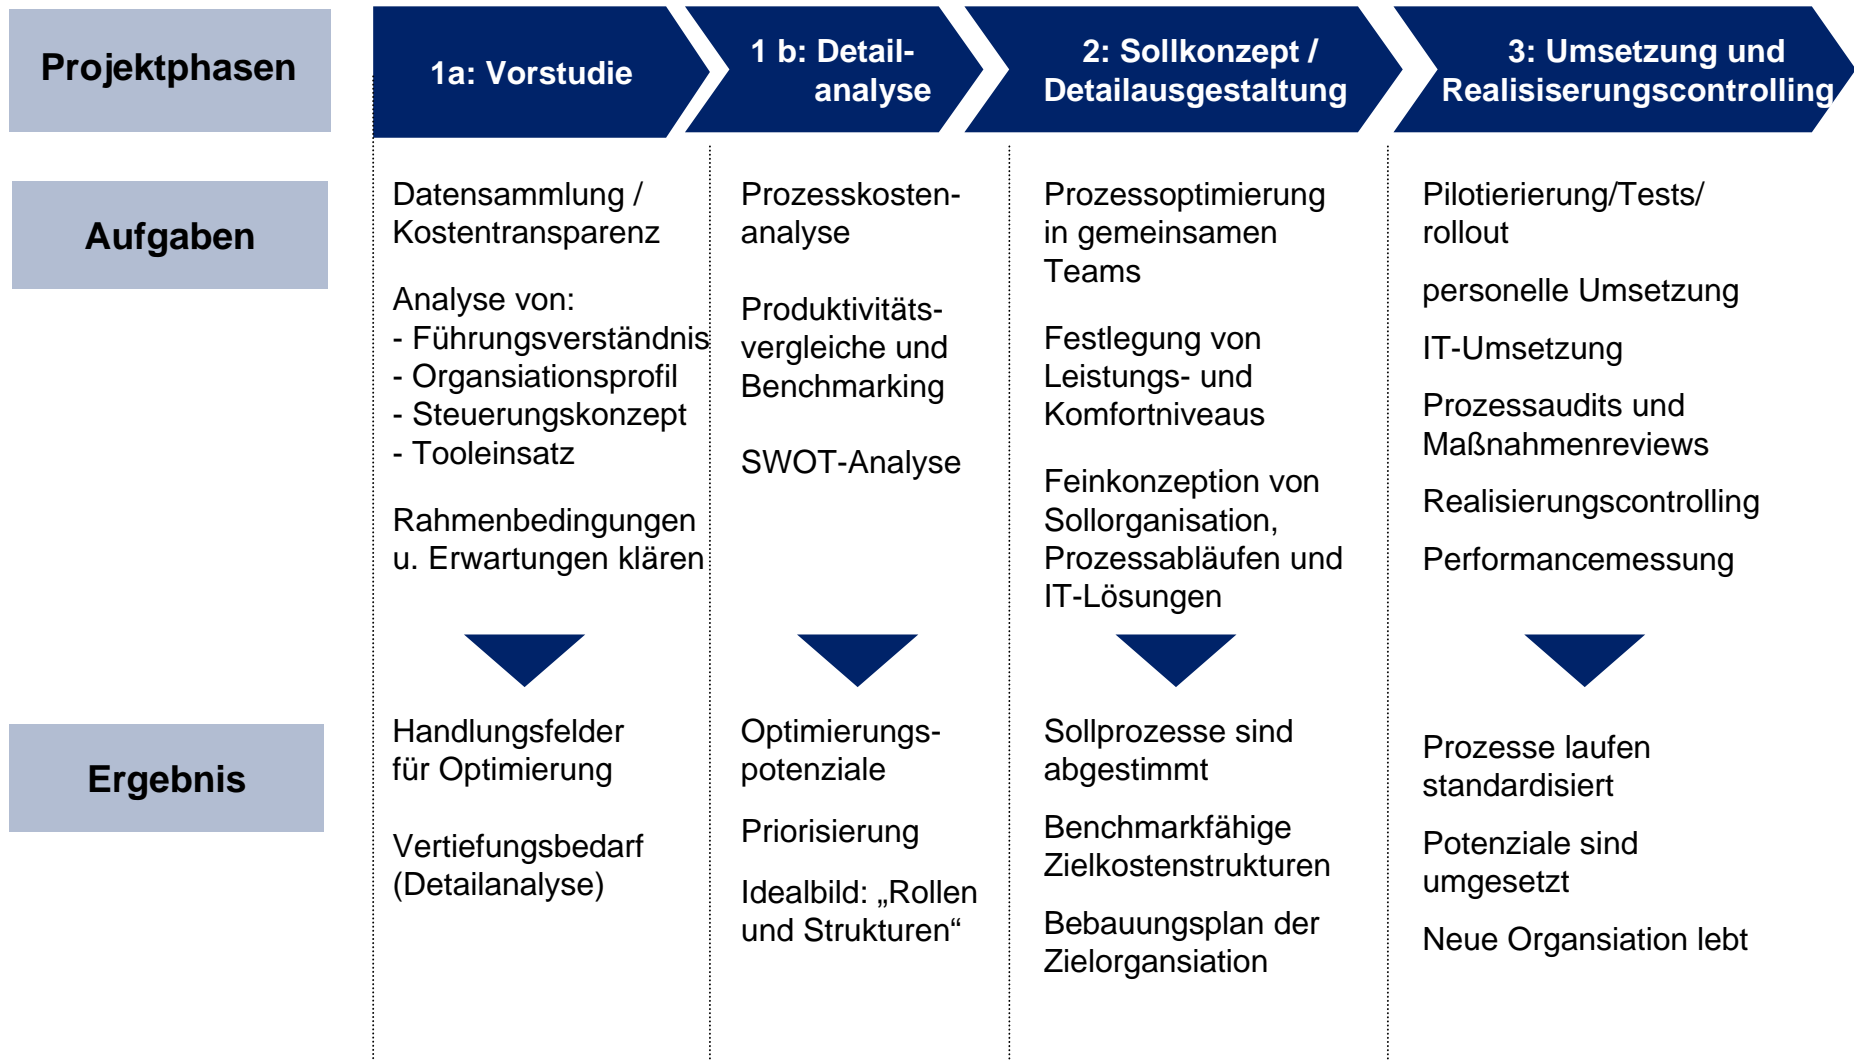 Projektphasen
1a: Vorstudie
1 b: Detail-
analyse
2: Sollkonzept /
Detailausgestaltung
3: Umsetzung und
Realisiserungscontrolling
Aufgaben
Datensammlung /
Kostentransparenz
Analyse von:
- Führungsverständnis
- Organsiationsprofil
- Steuerungskonzept
- Tooleinsatz
Rahmenbedingungen
u. Erwartungen klären
Prozesskosten-
analyse
Produktivitäts-
vergleiche und
Benchmarking
SWOT-Analyse
Prozessoptimierung
in gemeinsamen
Teams
Festlegung von
Leistungs- und
Komfortniveaus
Feinkonzeption von
Sollorganisation,
Prozessabläufen und
IT-Lösungen
Pilotierierung/Tests/
rollout
personelle Umsetzung
IT-Umsetzung
Prozessaudits und
Maßnahmenreviews
Realisierungscontrolling
Performancemessung
Ergebnis
Handlungsfelder
für Optimierung
Vertiefungsbedarf
(Detailanalyse)
Optimierungs-
potenziale
Priorisierung
Idealbild: „Rollen
und Strukturen“
Sollprozesse sind
abgestimmt
Benchmarkfähige
Zielkostenstrukturen
Bebauungsplan der
Zielorgansiation
Prozesse laufen
standardisiert
Potenziale sind
umgesetzt
Neue Organsiation lebt